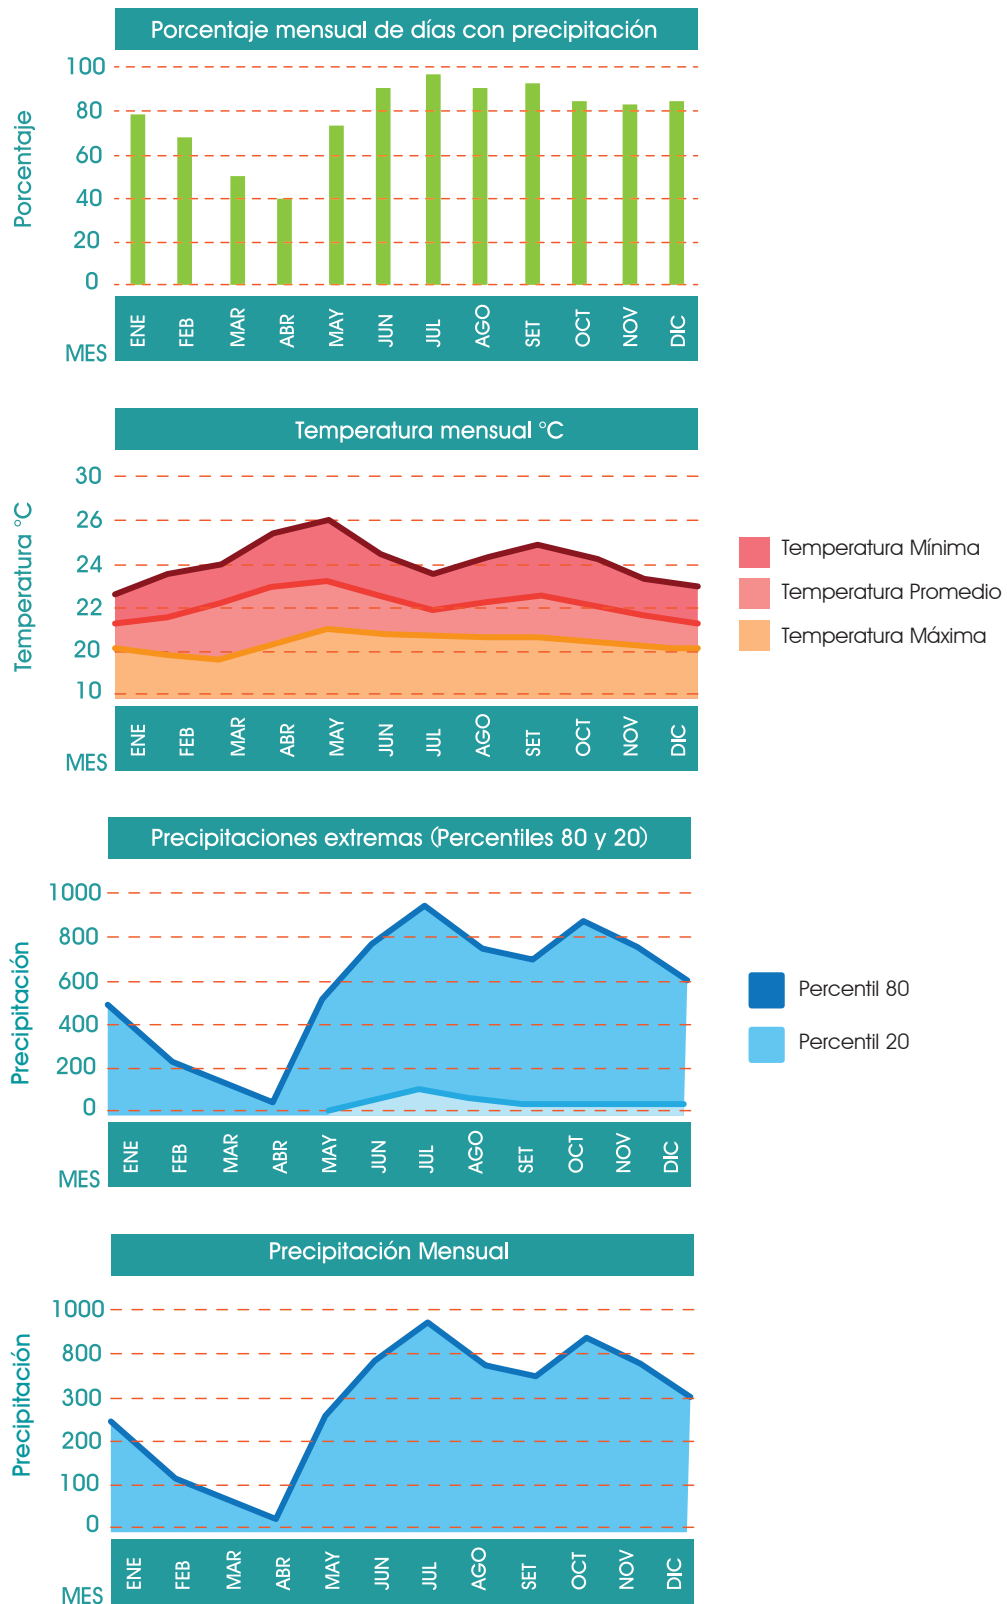 Porcentaje mensual de días con precipitación
Porcentaje
100
80
60
40
20
0
MES
ENE FEB MAR ABR MAY JUN JUL AGO SET OCT NOV DIC
Temperatura mensual °C
Temperatura °C
30
26
24
22
20
10
Temperatura Mínima
Temperatura Promedio
Temperatura Máxima
MES
ENE FEB MAR ABR MAY JUN JUL AGO SET OCT NOV DIC
Precipitaciones extremas (Percentiles 80 y 20)
Precipitación
1000
800
600
400
200
0
Percentil 80
Percentil 20
MES
ENE FEB MAR ABR MAY JUN JUL AGO SET OCT NOV DIC
Precipitación Mensual
Precipitación
1000
800
300
200
100
0
MES
ENE FEB MAR ABR MAY JUN JUL AGO SET OCT NOV DIC